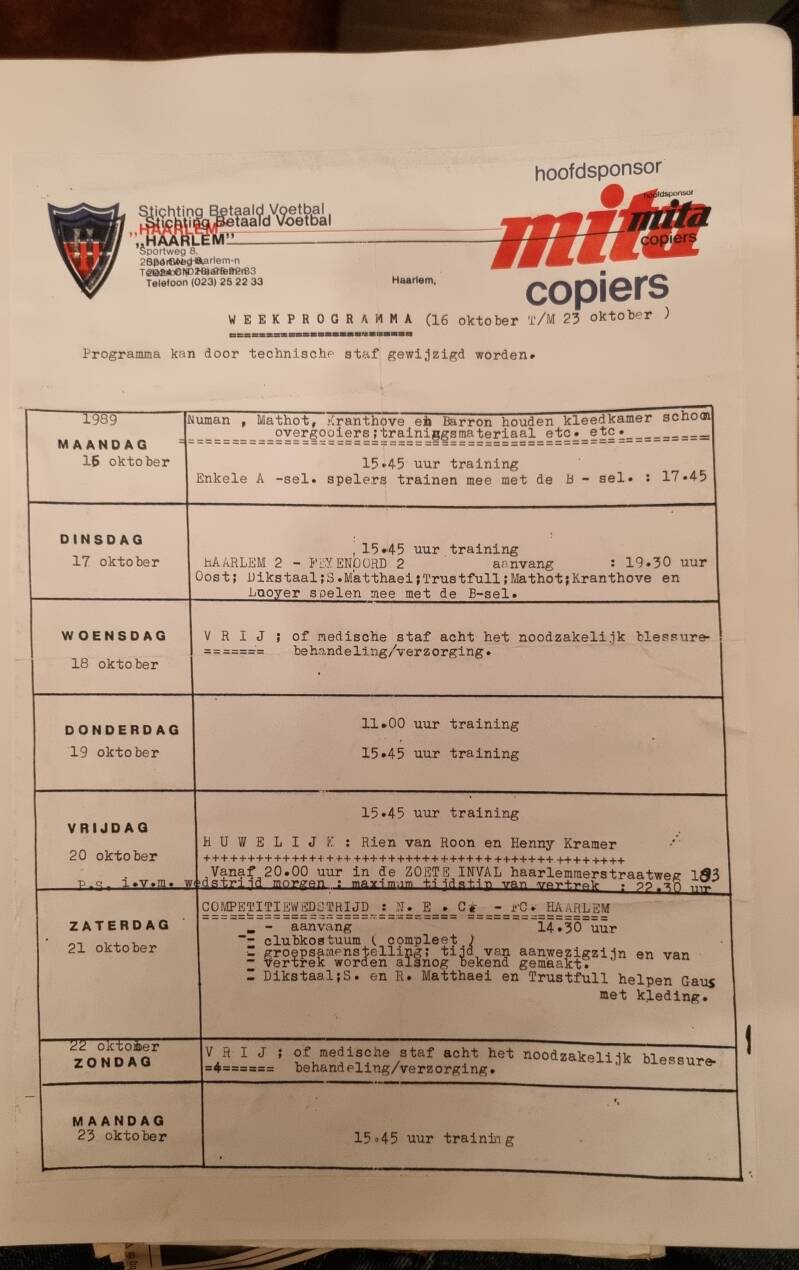 hoofdsponsor
mita
hoofdsponsor
mita
copiers
copiers
Stichting Betaald Voetbal
Stichting Betaald Voetbal
„HAARLEM"
„HAARLEM"
Sportweg 8,
Telefoon (023) 25 22 33
Haarlem,
WEEKPROGRAMMA (16 oktober T/M 23 oktober )
=======================
Programma kan door technische staf gewijzigd worden.
1989
MAANDAG
16 oktober
Numan , Mathot, Kranthove en Barron houden kleedkamer schoon
overgooiers;trainingsmateriaal etc. etc.
15.45 uur training
Enkele A -sel. spelers trainen mee met de B - sel. : 17.45
DINSDAG
17 oktober
15.45 uur training
HAARLEM 2 - FEYENOORD 2 aanvang : 19.30 uur
Oost; Dikstaal;S.Matthaei;Trustfull;Mathot;Kranthove en
Looyer spelen mee met de B-sel.
WOENSDAG
18 oktober
V R I J ; of medische staf acht het noodzakelijk blessure-
======= behandeling/verzorging.
DONDERDAG
19 oktober
11.00 uur training
15.45 uur training
VRIJDAG
20 oktober
15.45 uur training
H U W E L I J K : Rien van Roon en Henny Kramer
++++++++++++++++++++++++++++++++++++++++++++++
Vanaf 20.00 uur in de ZOETE INVAL haarlemmerstraatweg 183
p.s. i.v.m. wedstrijd morgen : maximum tijdstip van vertrek : 22.30 uur
ZATERDAG
21 oktober
COMPETITIEWEDSTRIJD : N. E . C. - FC. HAARLEM
- aanvang 14.30 uur
- clubkostuum ( compleet )
- groepsamenstelling; tijd van aanwezigzijn en van
- vertrek worden alsnog bekend gemaakt.
- Dikstaal;S. en R. Matthaei en Trustfull helpen Gaus
met kleding.
22 oktober
ZONDAG
V R I J ; of medische staf acht het noodzakelijk blessure-
=4====== behandeling/verzorging.
MAANDAG
23 oktober
15.45 uur training